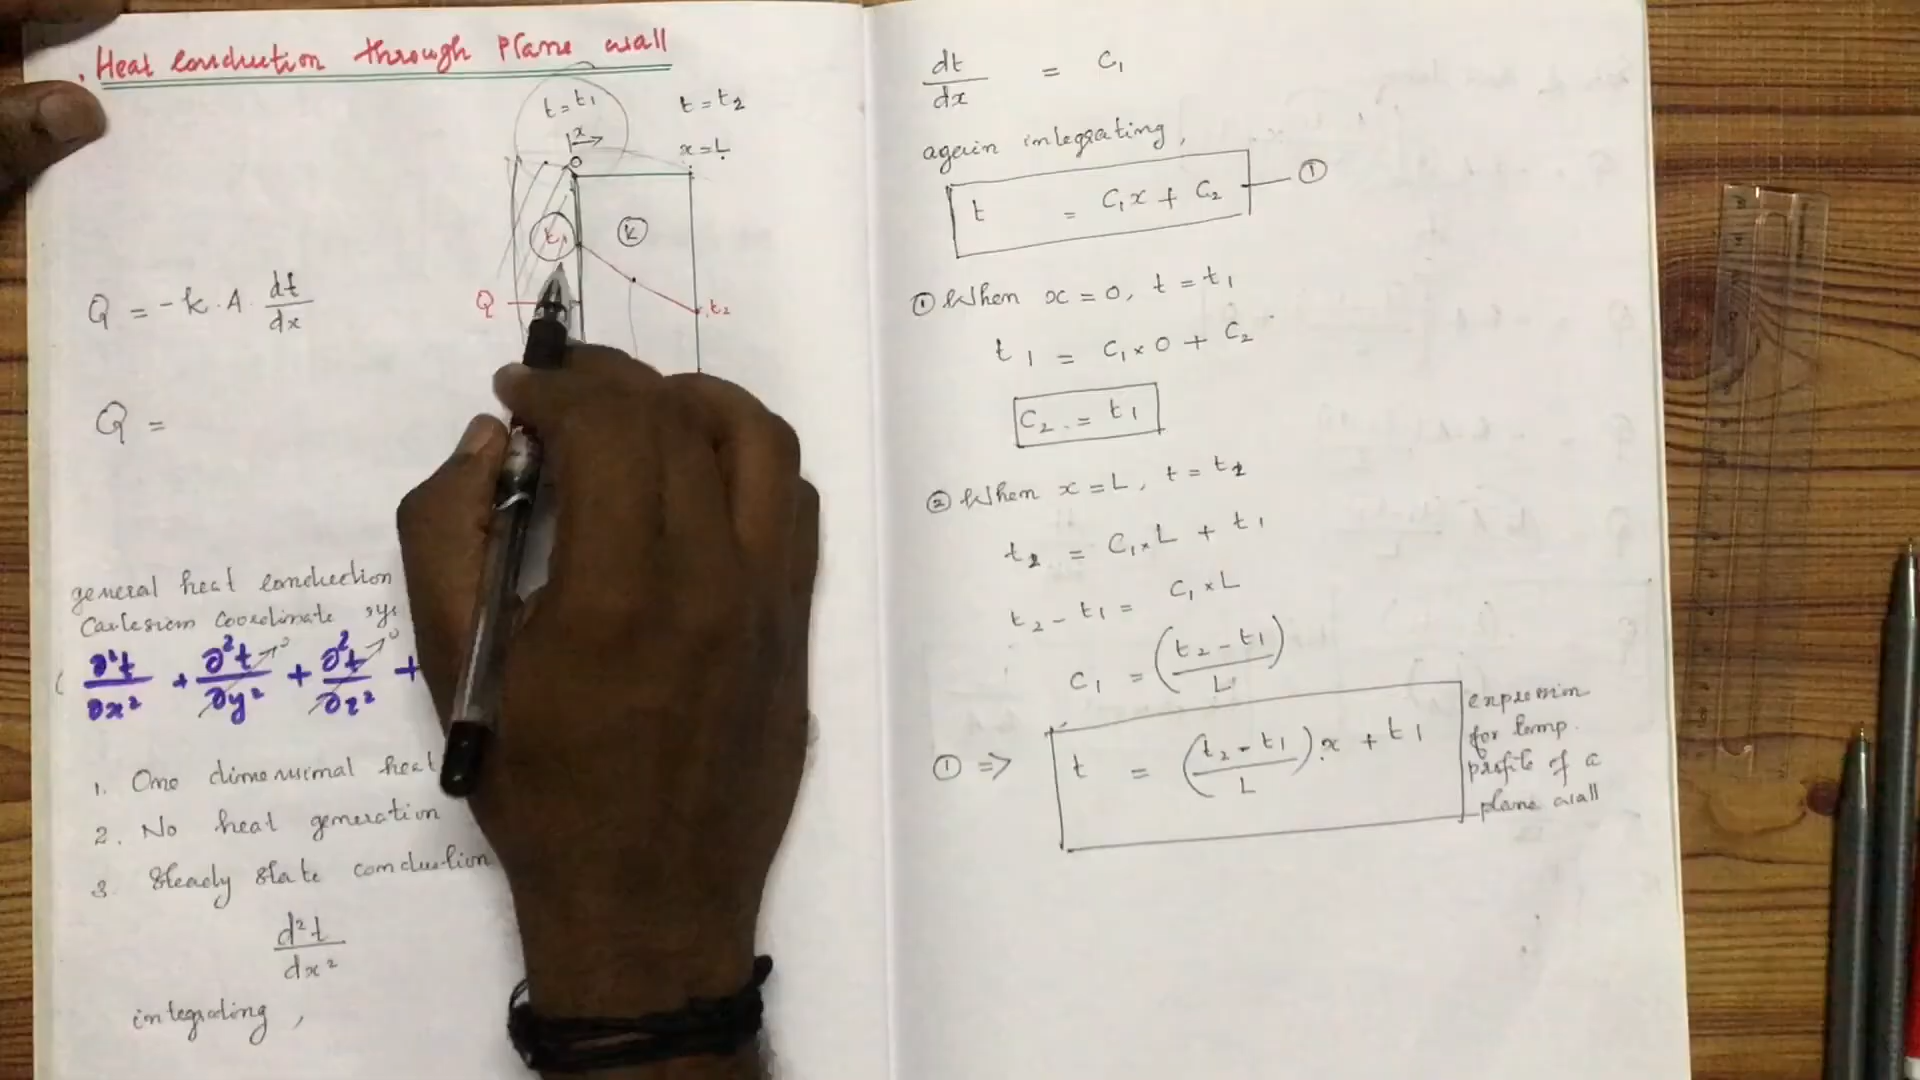 Heat conduction through plane wall
t = t1 t = t2
x
0 x = L
t1 k
Q t2
Q = -k . A . dt/dx
Q =
general heat conduction
Cartesian coordinate sys
∂²t/∂x² + ∂²t/∂y² →0 + ∂²t/∂z² →0 +
1. One dimensional heat
2. No heat generation
3. Steady State conduction
d²t/dx²
integrating,
dt/dx = C1
again integrating,
t = C1x + C2 — ①
① When x = 0, t = t1
t1 = C1 × 0 + C2
C2 = t1
② When x = L, t = t2
t2 = C1 × L + t1
t2 - t1 = C1 × L
C1 = (t2 - t1 / L)
① ⇒ t = (t2 - t1 / L) . x + t1
expression
for temp.
profile of a
plane wall